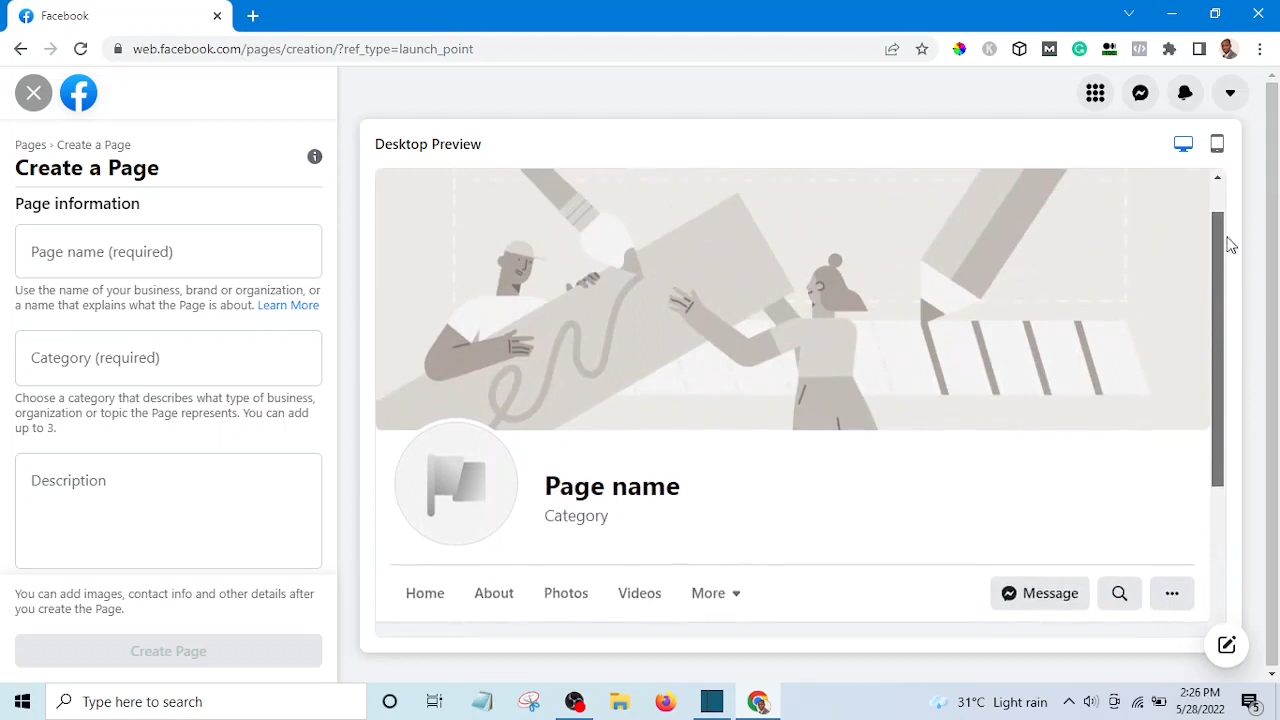 Facebook
web.facebook.com/pages/creation/?ref_type=launch_point
Pages › Create a Page
Create a Page
Page information
Page name (required)
Use the name of your business, brand or organization, or
a name that explains what the Page is about. Learn More
Category (required)
Choose a category that describes what type of business,
organization or topic the Page represents. You can add
up to 3.
Description
You can add images, contact info and other details after
you create the Page.
Create Page
Desktop Preview
Page name
Category
Home About Photos Videos More
Message
Type here to search
31°C Light rain
2:26 PM
5/28/2022
5